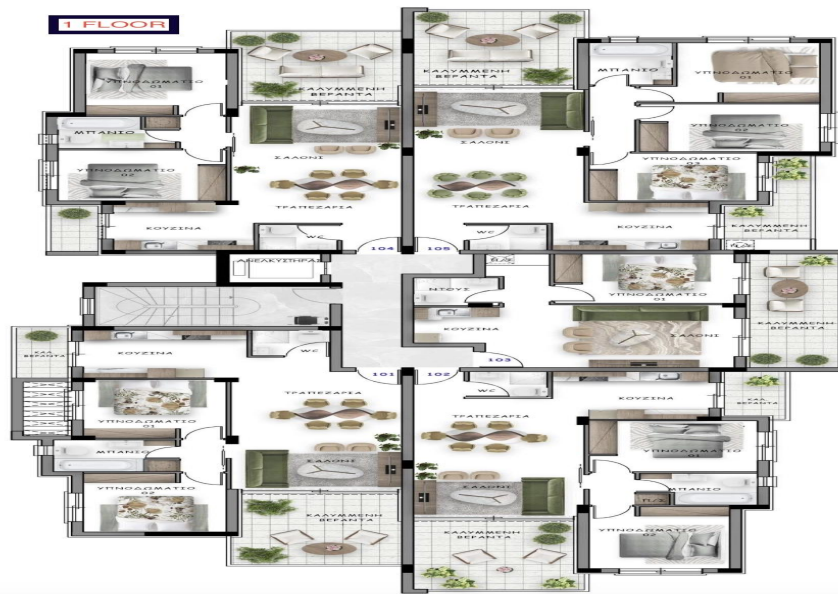 1 FLOOR
ΚΑΛΥΜΜΕΝΗ
ΒΕΡΑΝΤΑ
ΚΑΛΥΜΜΕΝΗ
ΒΕΡΑΝΤΑ
ΥΠΝΟΔΩΜΑΤΙΟ
01
ΜΠΑΝΙΟ
ΥΠΝΟΔΩΜΑΤΙΟ
01
ΜΠΑΝΙΟ
ΥΠΝΟΔΩΜΑΤΙΟ
02
ΣΑΛΟΝΙ
ΣΑΛΟΝΙ
ΥΠΝΟΔΩΜΑΤΙΟ
02
ΥΠΝΟΔΩΜΑΤΙΟ
03
ΤΡΑΠΕΖΑΡΙΑ
ΤΡΑΠΕΖΑΡΙΑ
ΚΟΥΖΙΝΑ
WC
WC
ΚΟΥΖΙΝΑ
ΚΑΛΥΜΜΕΝΗ
ΒΕΡΑΝΤΑ
104
105
ΑΝΕΛΚΥΣΤΗΡΑΣ
ΝΤΟΥΣ
ΥΠΝΟΔΩΜΑΤΙΟ
01
ΚΟΥΖΙΝΑ
ΣΑΛΟΝΙ
ΚΑΛΥΜΜΕΝΗ
ΒΕΡΑΝΤΑ
103
ΚΑΛ.
ΒΕΡΑΝΤΑ
ΚΟΥΖΙΝΑ
WC
101
102
WC
ΚΟΥΖΙΝΑ
ΚΑΛ.
ΒΕΡΑΝΤΑ
ΤΡΑΠΕΖΑΡΙΑ
ΤΡΑΠΕΖΑΡΙΑ
ΥΠΝΟΔΩΜΑΤΙΟ
01
ΜΠΑΝΙΟ
ΣΑΛΟΝΙ
ΣΑΛΟΝΙ
ΥΠΝΟΔΩΜΑΤΙΟ
01
ΜΠΑΝΙΟ
ΥΠΝΟΔΩΜΑΤΙΟ
02
ΚΑΛΥΜΜΕΝΗ
ΒΕΡΑΝΤΑ
ΚΑΛΥΜΜΕΝΗ
ΒΕΡΑΝΤΑ
ΥΠΝΟΔΩΜΑΤΙΟ
02